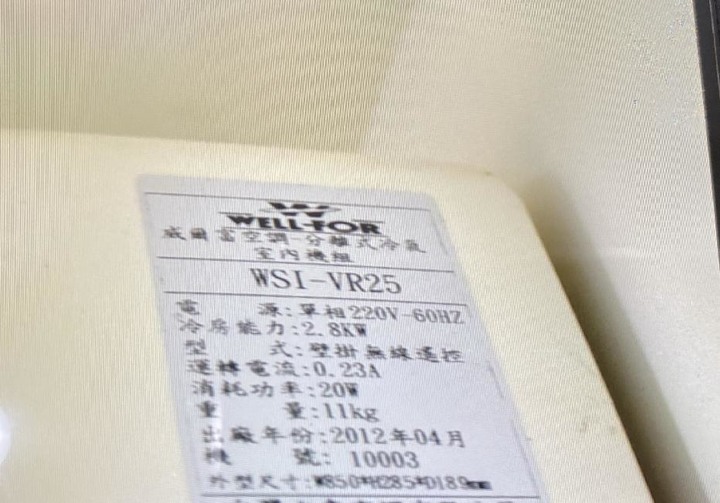 WELL-FOR
威爾富空調 分離式冷氣
室內機組
WSI-VR25
電 源:單相220V-60HZ
冷房能力:2.8KW
型 式:壁掛無線遙控
運轉電流:0.23A
消耗功率:20W
重 量:11kg
出廠年份:2012年04月
機 號: 10003
外型尺寸:W850*H285*D189mm